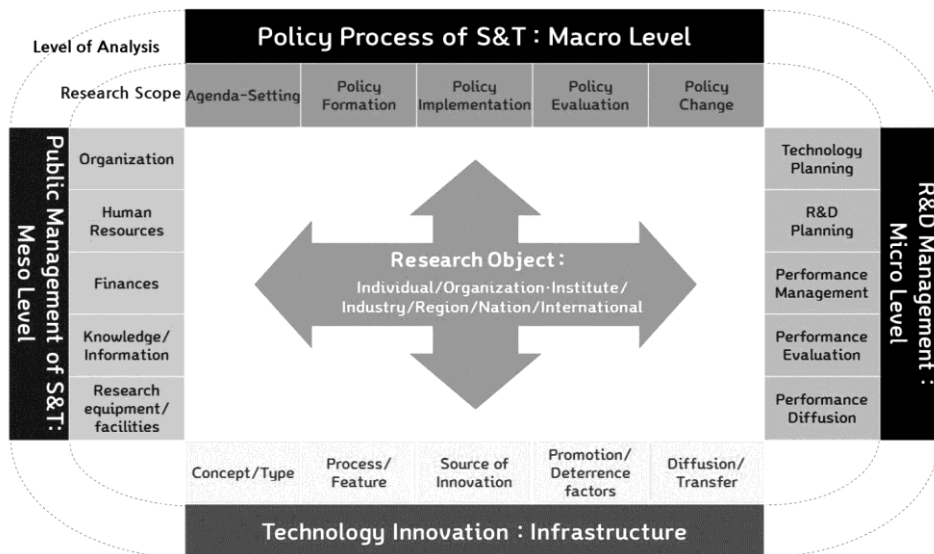 Policy Process of S&T : Macro Level
Level of Analysis
Research Scope
Agenda-Setting
Policy
Formation
Policy
Implementation
Policy
Evaluation
Policy
Change
Public Management of S&T:
Meso Level
Organization
Human
Resources
Finances
Knowledge/
Information
Research
equipment/
facilities
Research Object :
Individual/Organization·Institute/
Industry/Region/Nation/International
Technology
Planning
R&D
Planning
Performance
Management
Performance
Evaluation
Performance
Diffusion
R&D Management :
Micro Level
Concept/Type
Process/
Feature
Source of
Innovation
Promotion/
Deterrence
factors
Diffusion/
Transfer
Technology Innovation : Infrastructure